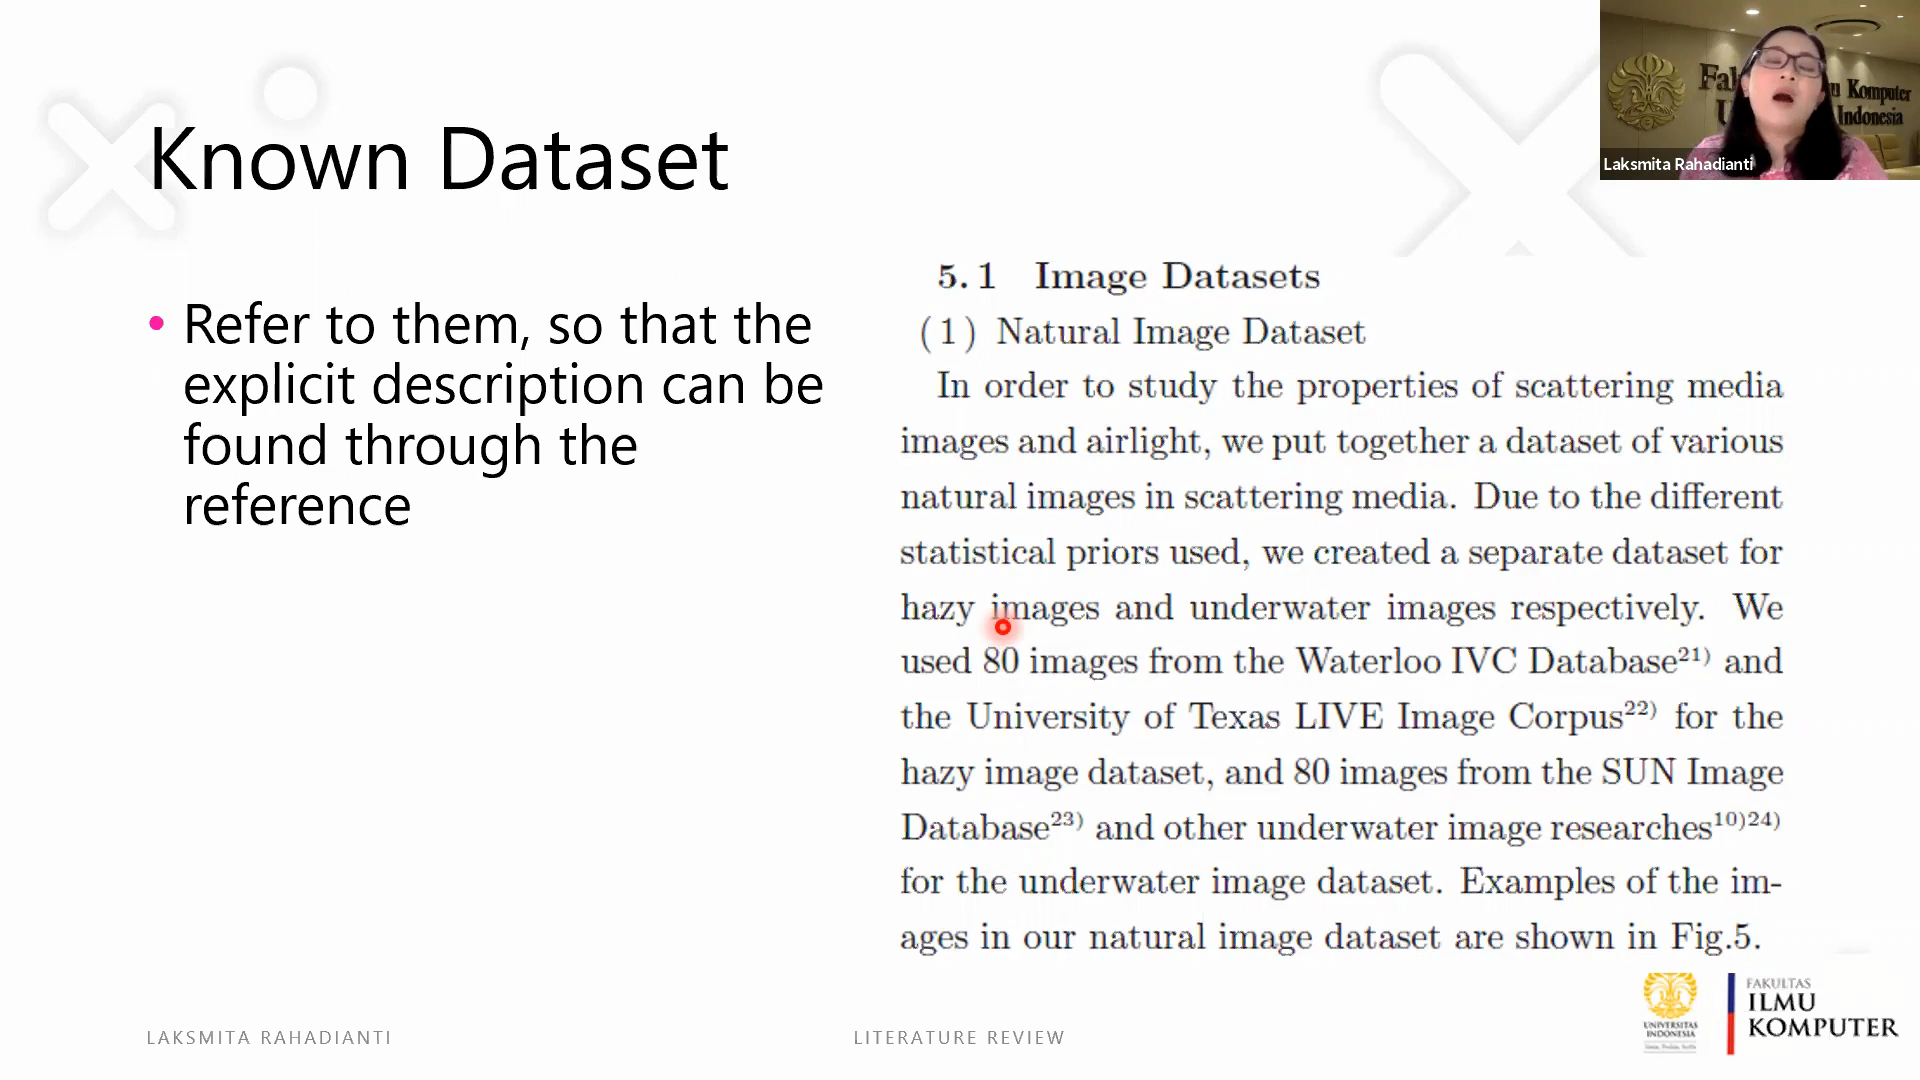 Known Dataset
• Refer to them, so that the
explicit description can be
found through the
reference
5.1 Image Datasets
(1) Natural Image Dataset
In order to study the properties of scattering media
images and airlight, we put together a dataset of various
natural images in scattering media. Due to the different
statistical priors used, we created a separate dataset for
hazy images and underwater images respectively. We
used 80 images from the Waterloo IVC Database²¹⁾ and
the University of Texas LIVE Image Corpus²²⁾ for the
hazy image dataset, and 80 images from the SUN Image
Database²³⁾ and other underwater image researches¹⁰⁾²⁴⁾
for the underwater image dataset. Examples of the im-
ages in our natural image dataset are shown in Fig.5.
Komputer
Indonesia
Laksmita Rahadianti
LAKSMITA RAHADIANTI
LITERATURE REVIEW
UNIVERSITAS
INDONESIA
FAKULTAS
ILMU
KOMPUTER